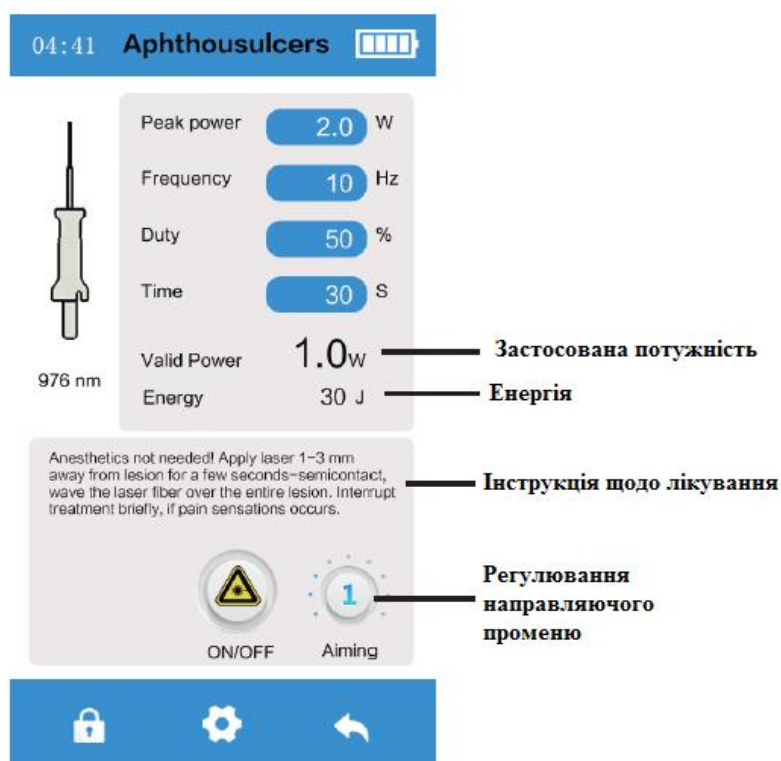 04:41 Aphthousulcers
Peak power 2.0 W
Frequency 10 Hz
Duty 50 %
Time 30 S
Valid Power 1.0W Застосована потужність
976 nm
Energy 30 J Енергія
Anesthetics not needed! Apply laser 1-3 mm
away from lesion for a few seconds-semicontact,
wave the laser fiber over the entire lesion. Interrupt
treatment briefly, if pain sensations occurs.
Інструкція щодо лікування
1
ON/OFF Aiming
Регулювання
направляючого
променю